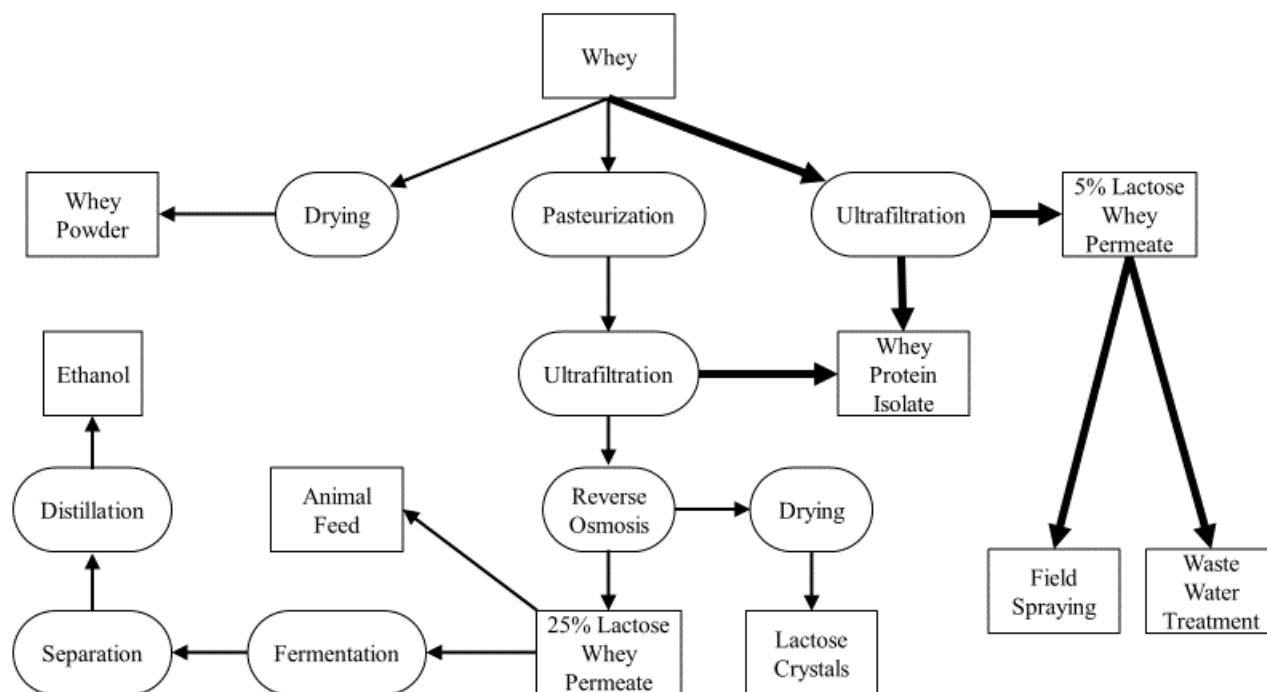 Whey
Whey
Powder
Drying
Pasteurization
Ultrafiltration
5% Lactose
Whey
Permeate
Ethanol
Ultrafiltration
Whey
Protein
Isolate
Distillation
Animal
Feed
Reverse
Osmosis
Drying
Field
Spraying
Waste
Water
Treatment
Separation
Fermentation
25% Lactose
Whey
Permeate
Lactose
Crystals